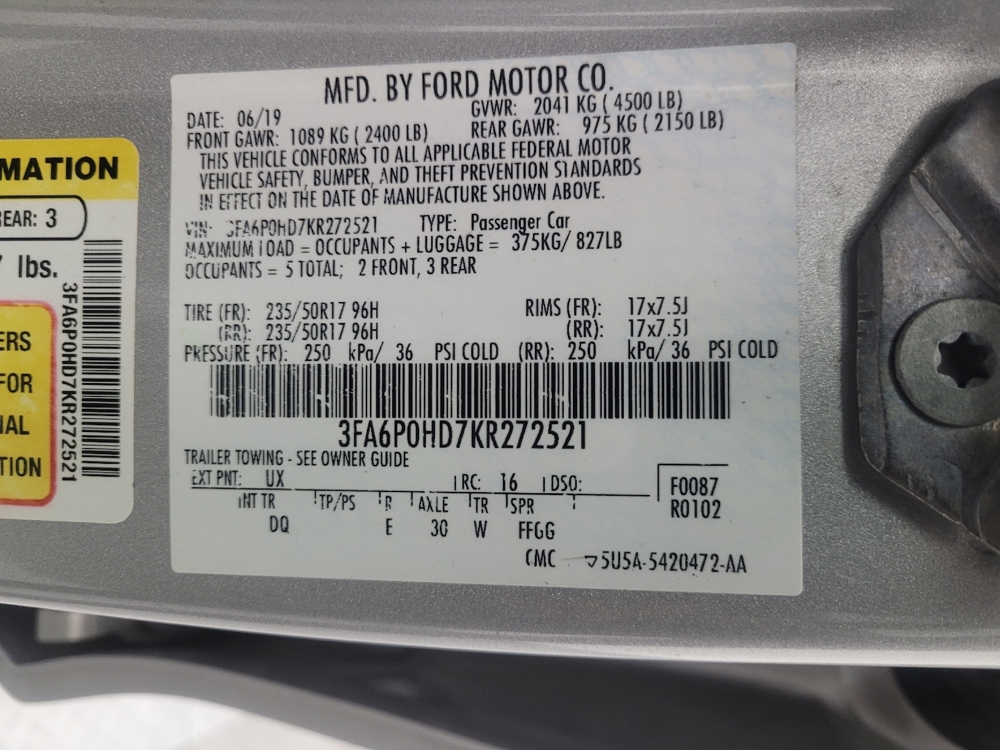 MATION
REAR: 3
lbs.
3FA6P0HD7KR272521
ERS
FOR
NAL
TION
MFD. BY FORD MOTOR CO.
DATE: 06/19 GVWR: 2041 KG ( 4500 LB)
FRONT GAWR: 1089 KG ( 2400 LB) REAR GAWR: 975 KG ( 2150 LB)
THIS VEHICLE CONFORMS TO ALL APPLICABLE FEDERAL MOTOR
VEHICLE SAFETY, BUMPER, AND THEFT PREVENTION STANDARDS
IN EFFECT ON THE DATE OF MANUFACTURE SHOWN ABOVE.
VIN: 3FA6P0HD7KR272521 TYPE: Passenger Car
MAXIMUM LOAD = OCCUPANTS + LUGGAGE = 375KG/ 827LB
OCCUPANTS = 5 TOTAL; 2 FRONT, 3 REAR
TIRE (FR): 235/50R17 96H RIMS (FR): 17x7.5J
(RR): 235/50R17 96H (RR): 17x7.5J
PRESSURE (FR): 250 kPa/ 36 PSI COLD (RR): 250 kPa/ 36 PSI COLD
3FA6P0HD7KR272521
TRAILER TOWING - SEE OWNER GUIDE
EXT PNT: UX RC: 16 DSO: F0087
INT TR TP/PS R AXLE TR SPR R0102
DQ E 30 W FFGG
CMC ▽5U5A-5420472-AA